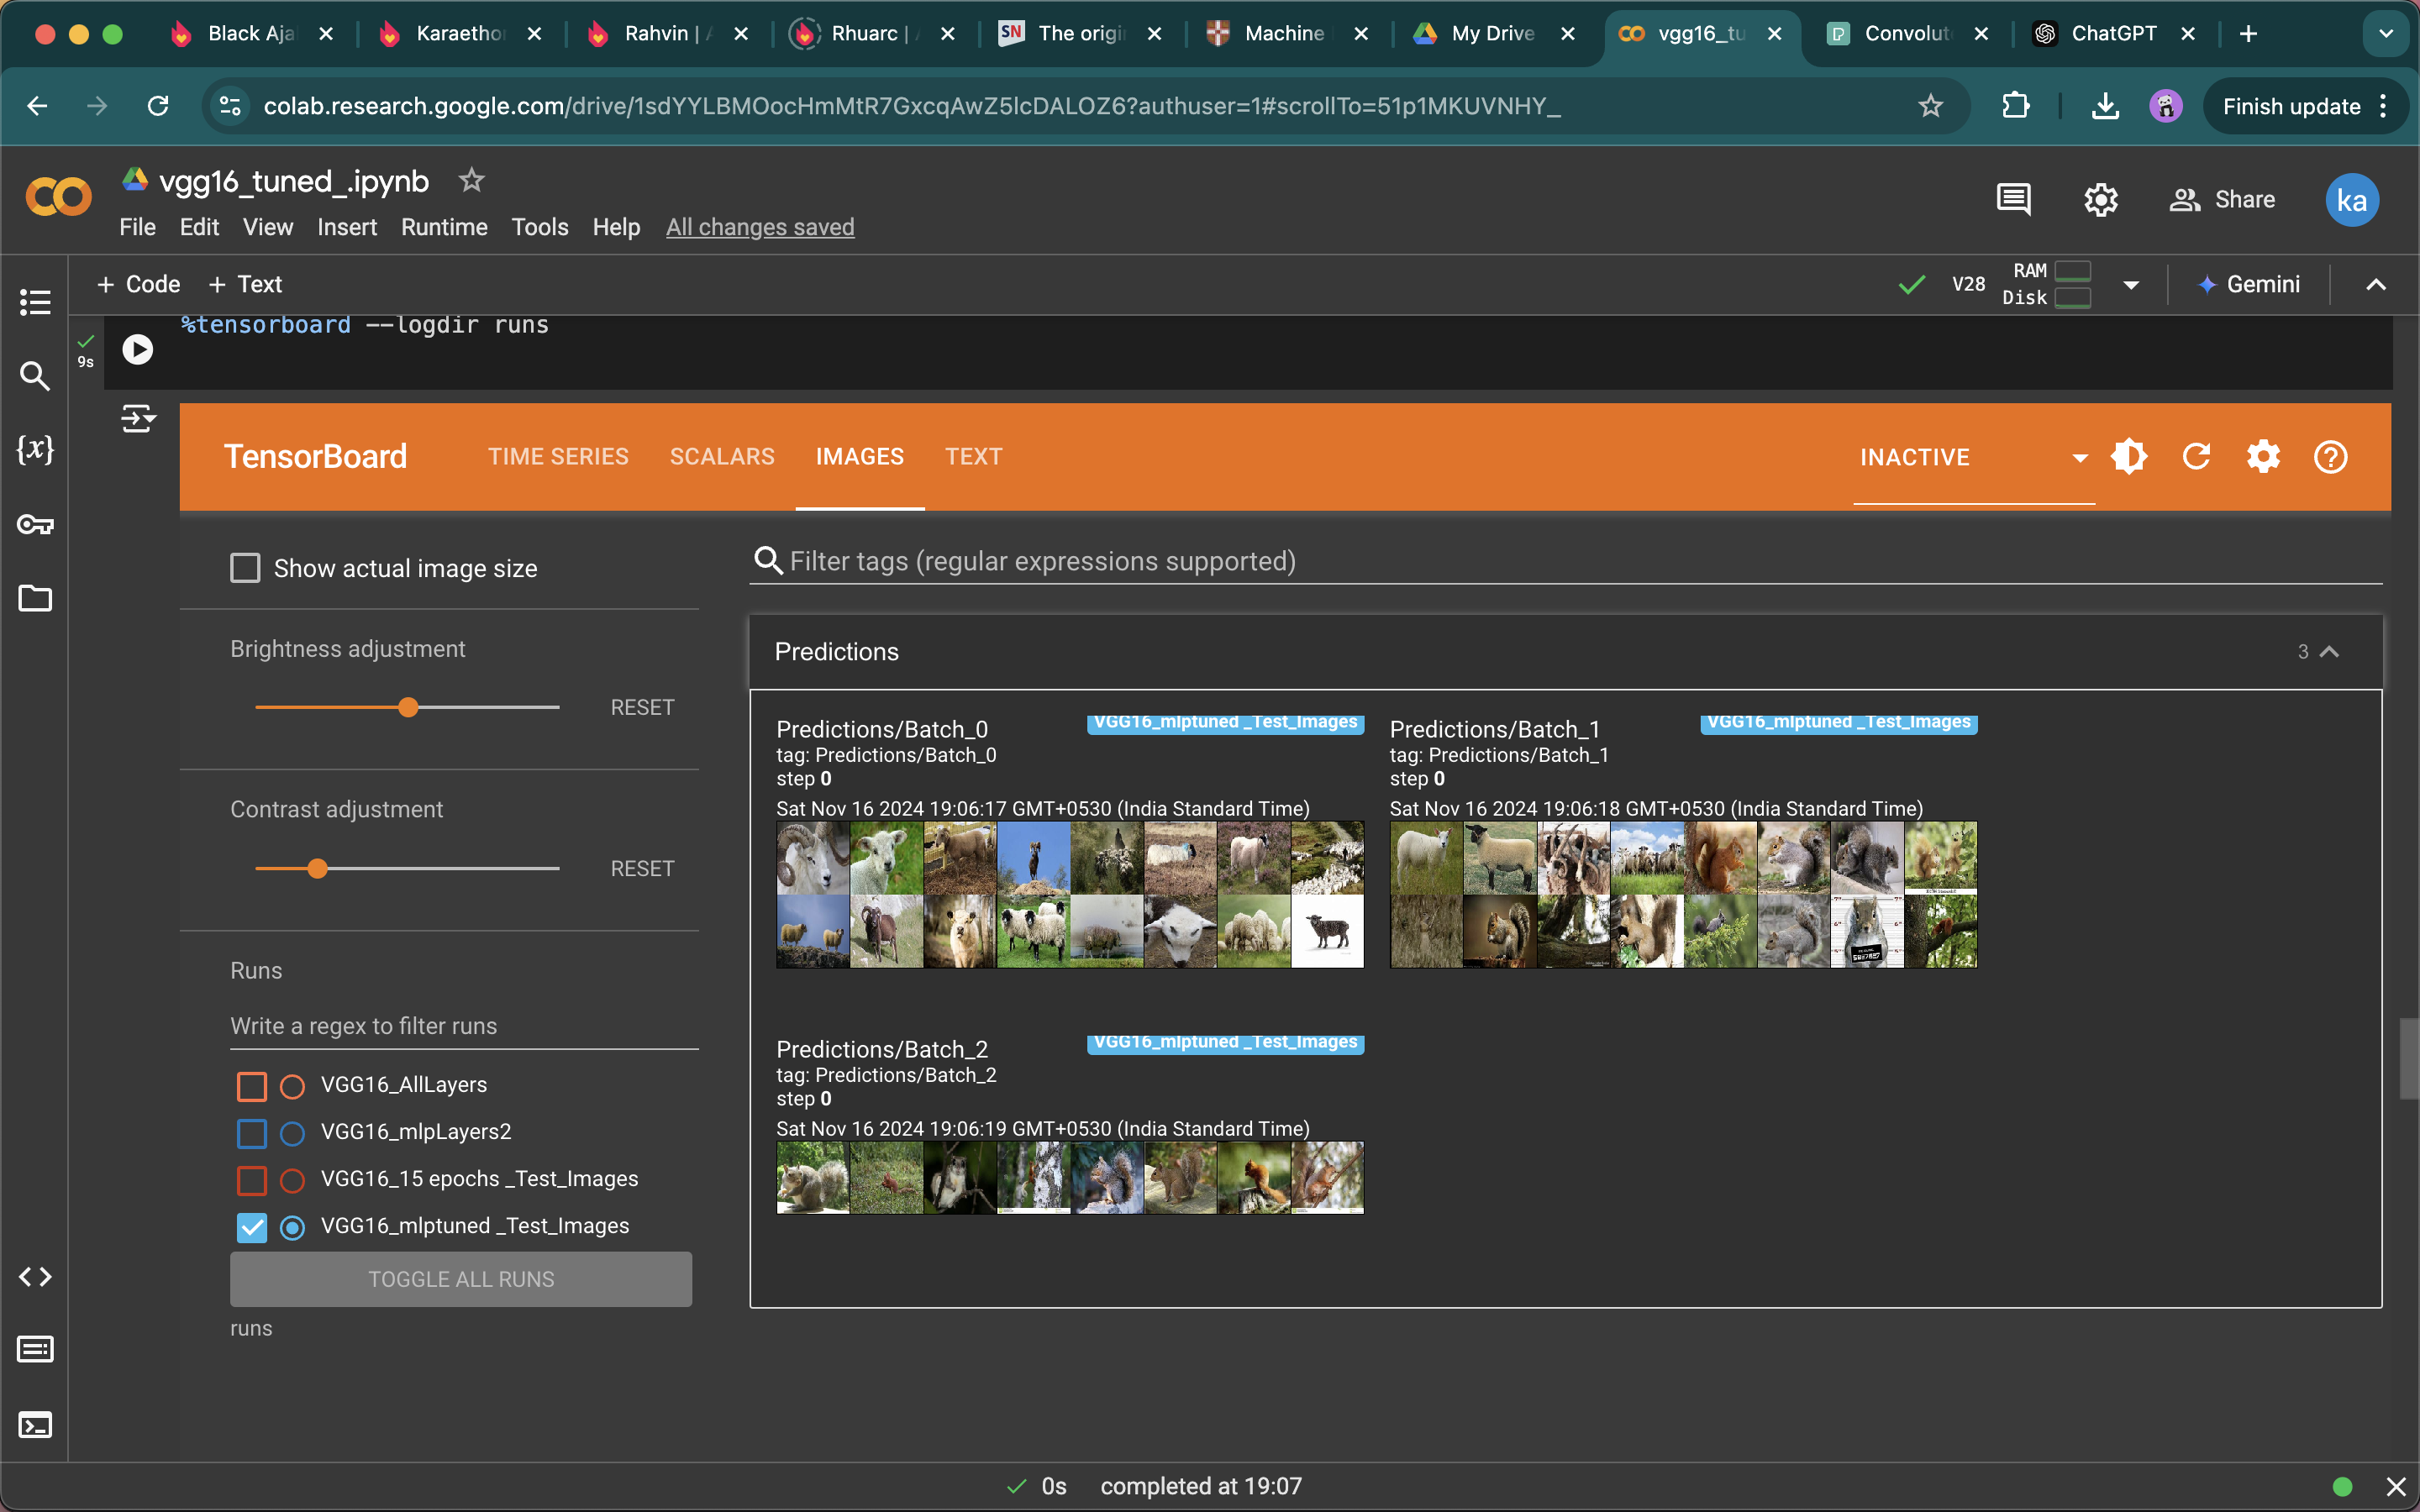 Black Aja
Karaetho
Rahvin | A
Rhuarc |
SN The origi
Machine
My Drive
vgg16_tu
Convolut
ChatGPT
colab.research.google.com/drive/1sdYYLBMOocHmMtR7GxcqAwZ5lcDALOZ6?authuser=1#scrollTo=51p1MKUVNHY_
Finish update
vgg16_tuned_.ipynb
File Edit View Insert Runtime Tools Help All changes saved
Share
ka
+ Code + Text
V28 RAM Disk
Gemini
%tensorboard --logdir runs
9s
{x}
TensorBoard TIME SERIES SCALARS IMAGES TEXT INACTIVE
Show actual image size
Filter tags (regular expressions supported)
Brightness adjustment
RESET
Contrast adjustment
RESET
Runs
Write a regex to filter runs
VGG16_AllLayers
VGG16_mlpLayers2
VGG16_15 epochs _Test_Images
VGG16_mlptuned _Test_Images
TOGGLE ALL RUNS
runs
Predictions 3
Predictions/Batch_0 VGG16_mlptuned _Test_Images
tag: Predictions/Batch_0
step 0
Sat Nov 16 2024 19:06:17 GMT+0530 (India Standard Time)
Predictions/Batch_1 VGG16_mlptuned _Test_Images
tag: Predictions/Batch_1
step 0
Sat Nov 16 2024 19:06:18 GMT+0530 (India Standard Time)
Predictions/Batch_2 VGG16_mlptuned _Test_Images
tag: Predictions/Batch_2
step 0
Sat Nov 16 2024 19:06:19 GMT+0530 (India Standard Time)
0s completed at 19:07